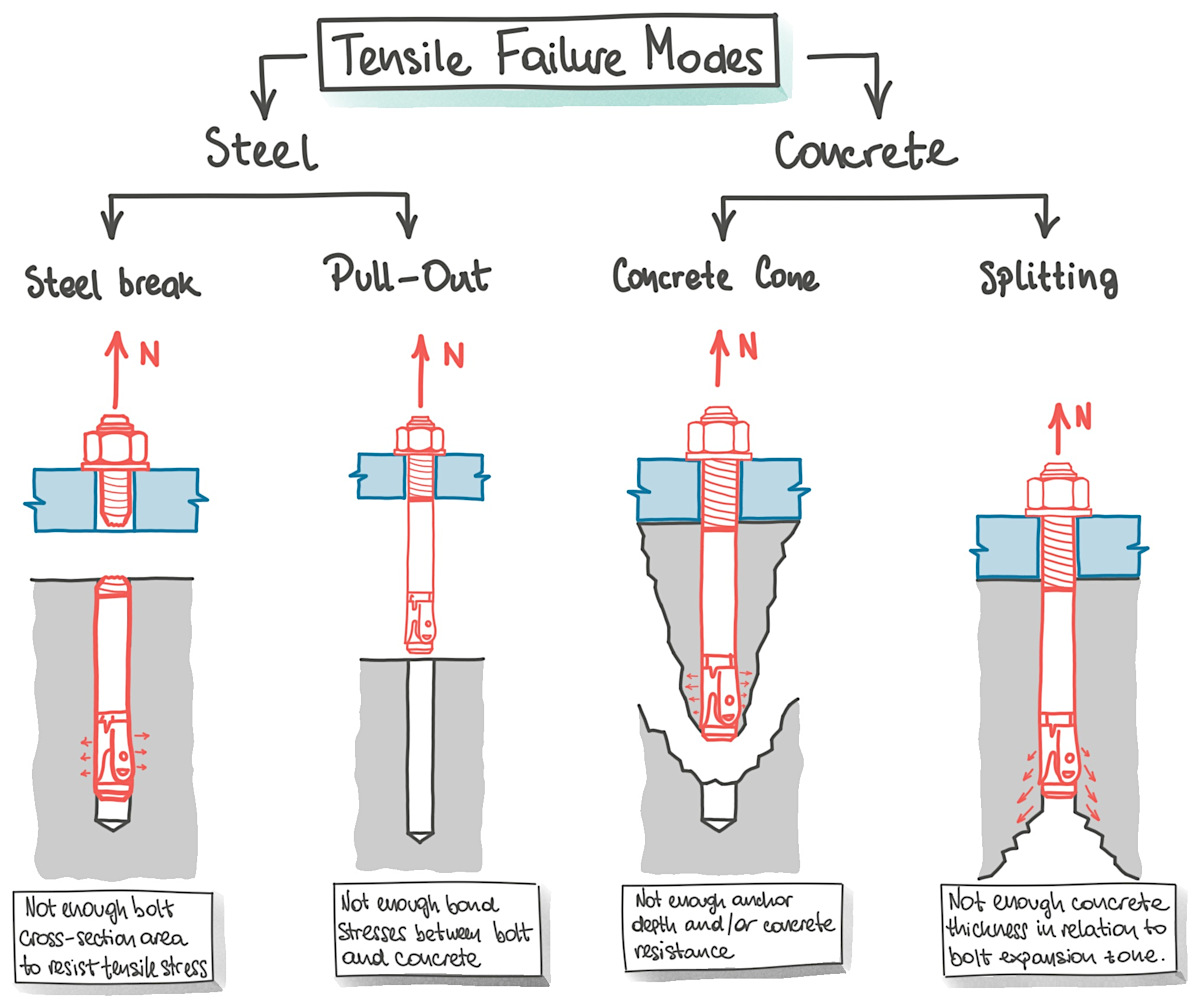 Tensile Failure Modes
Steel
Concrete
Steel break
Pull-Out
Concrete Cone
Splitting
N
N
N
N
Not enough bolt
cross-section area
to resist tensile stress
Not enough bond
stresses between bolt
and concrete
Not enough anchor
depth and/or concrete
resistance
Not enough concrete
thickness in relation to
bolt expansion zone.